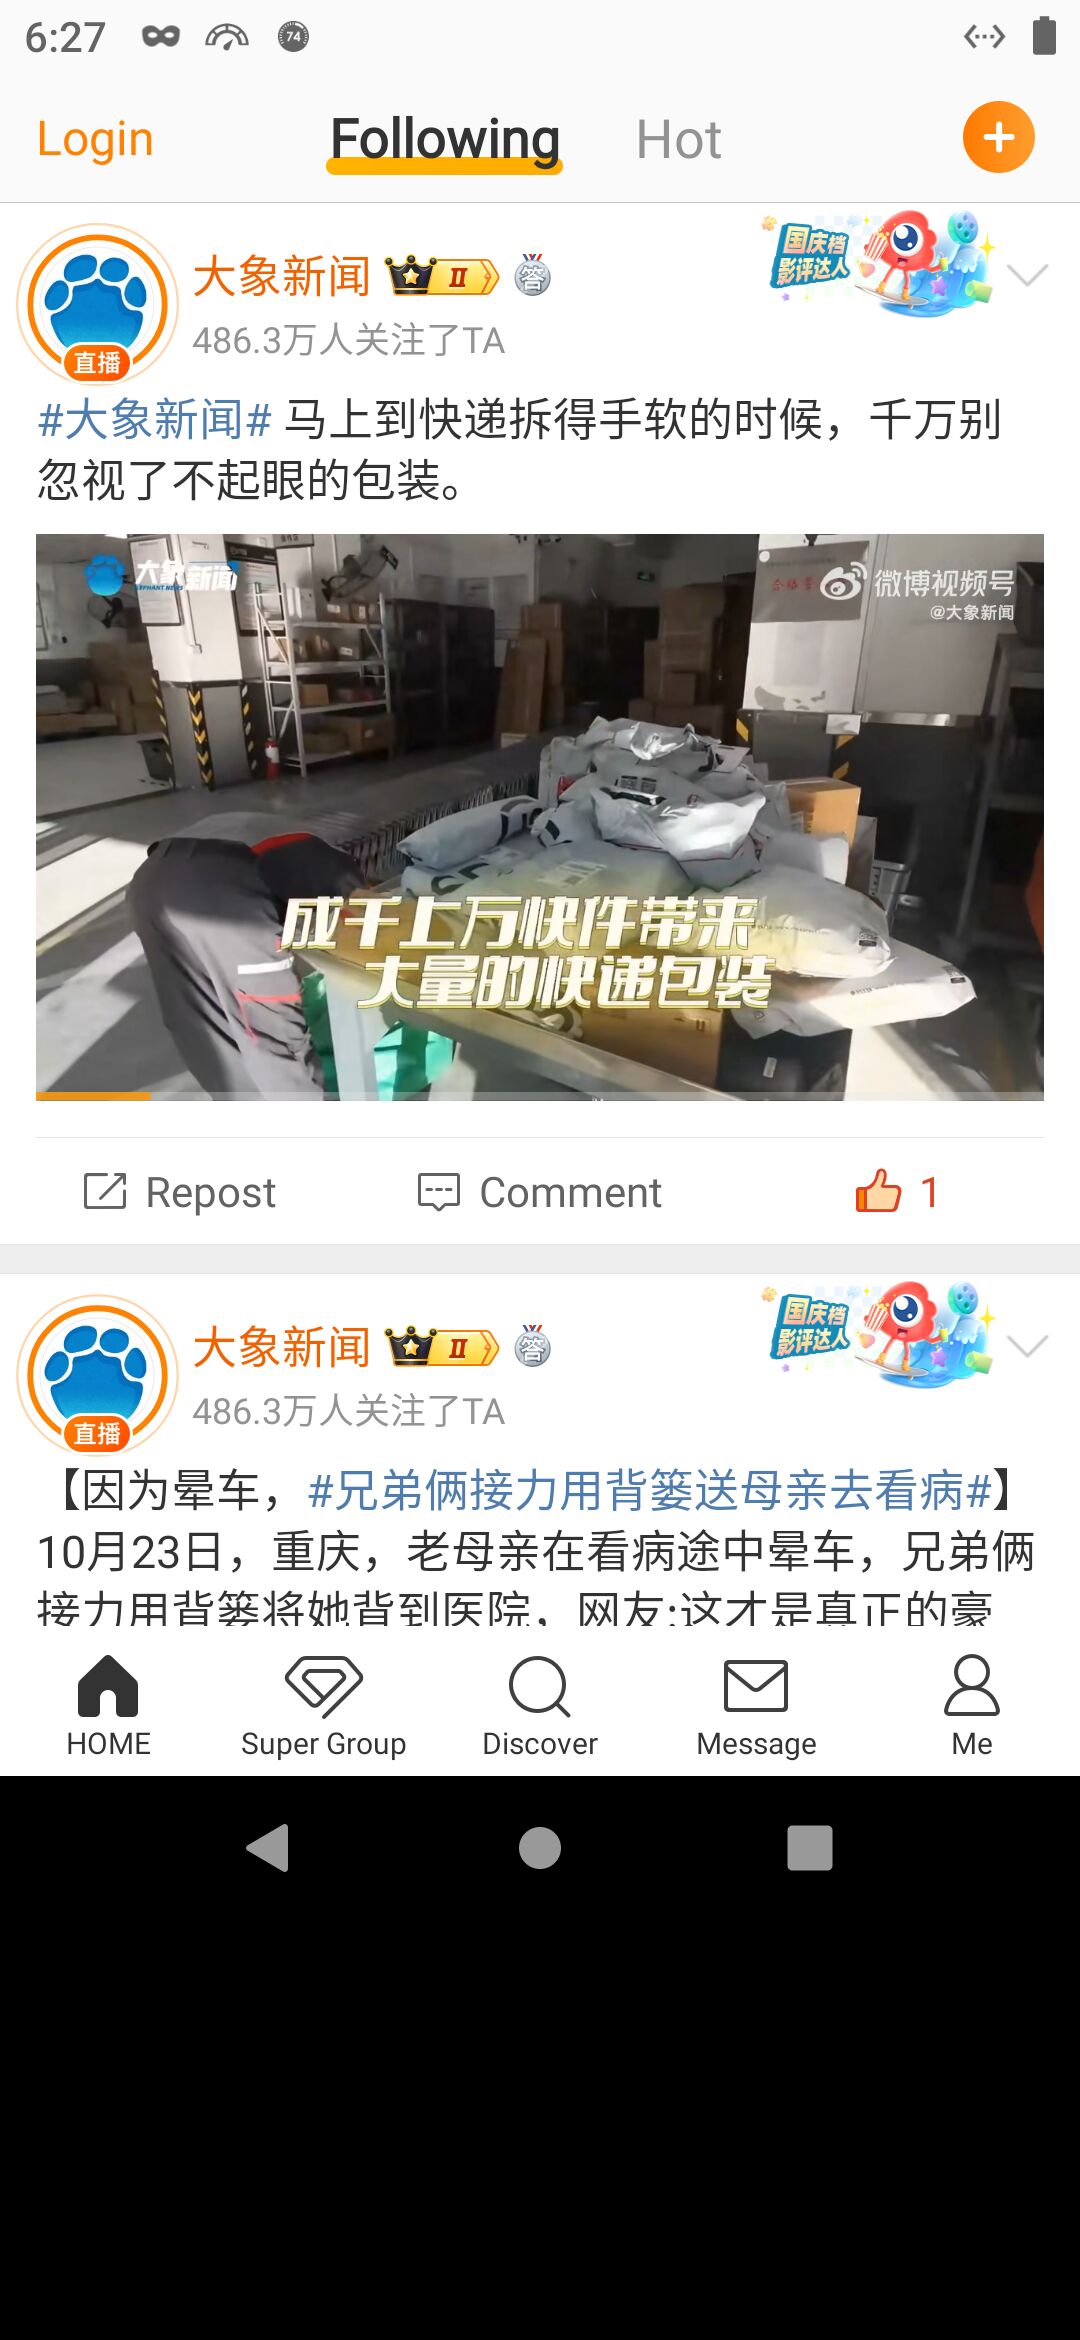 6:27
74
Login
Following
Hot
大象新闻
II
答
国庆档
影评达人
486.3万人关注了TA
直播
#大象新闻# 马上到快递拆得手软的时候，千万别
忽视了不起眼的包装。
大象新闻
ELEPHANT NEWS
微博视频号
@大象新闻
成千上万快件带来
大量的快递包装
Repost
Comment
1
大象新闻
II
答
国庆档
影评达人
486.3万人关注了TA
直播
【因为晕车，#兄弟俩接力用背篓送母亲去看病#】
10月23日，重庆，老母亲在看病途中晕车，兄弟俩
接力用背篓将她背到医院，网友:这才是真正的豪
HOME
Super Group
Discover
Message
Me